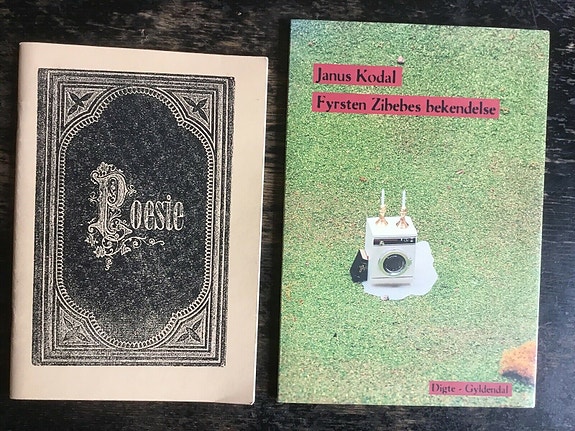 Poesie
Janus Kodal
Fyrsten Zibebes bekendelse
Digte - Gyldendal